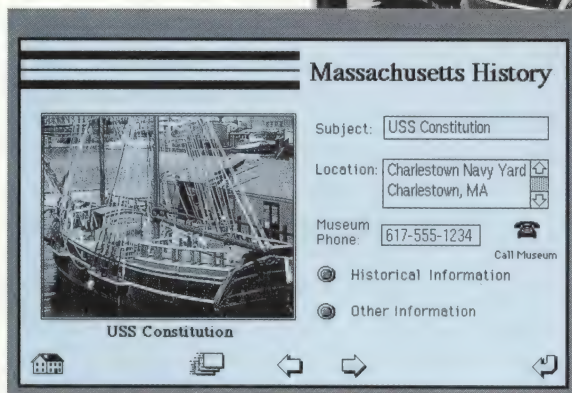 Massachusetts History
Subject: USS Constitution
Location: Charlestown Navy Yard
Charlestown, MA
Museum
Phone: 617-555-1234
Call Museum
Historical Information
Other Information
USS Constitution